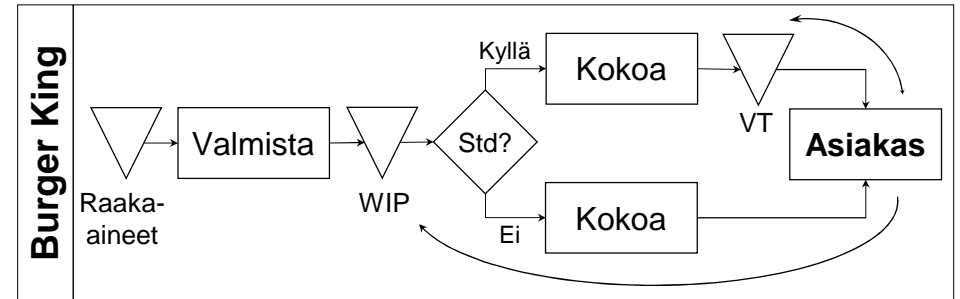 Burger King
Raaka-
aineet
Valmista
WIP
Std?
Kyllä
Kokoa
VT
Ei
Kokoa
Asiakas